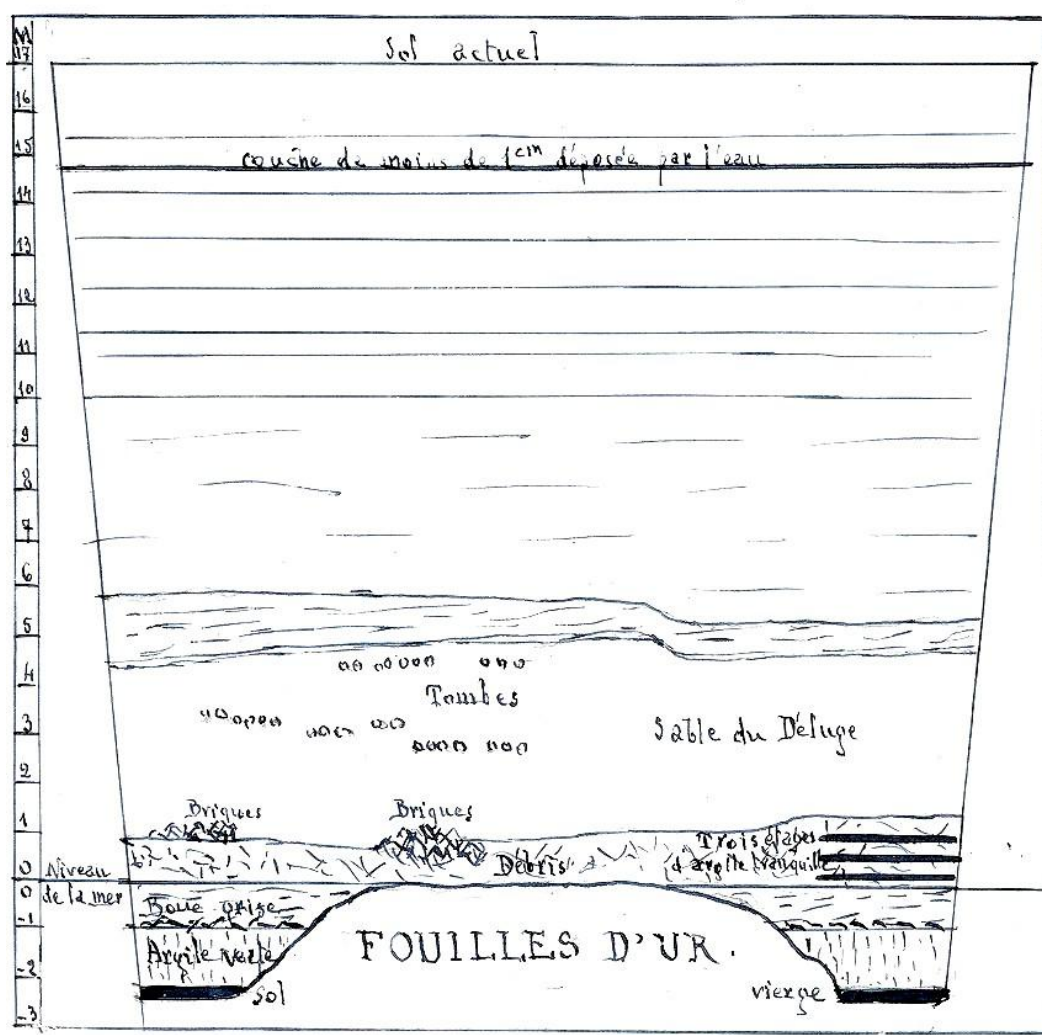 M
17
Sol actuel
16
15
couche de moins de 1cm déposée par l'eau
14
13
12
11
10
9
8
7
6
5
4
Tombes
3
Sable du Déluge
2
Briques
Briques
1
Trois étages
d'argile tranquille
Débris
0
Niveau
0
de la mer
Boue grise
-1
Argile verte
FOUILLES D'UR.
-2
Sol
vierge
-3